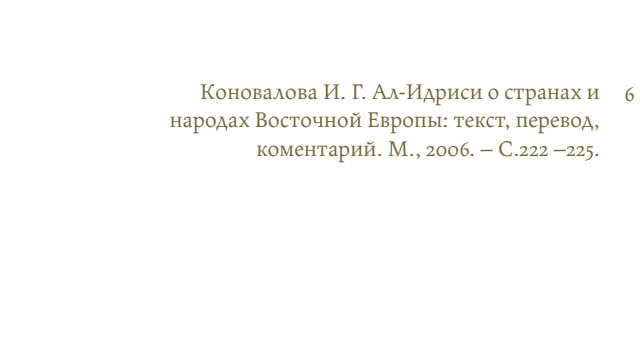 Коновалова И. Г. Ал-Идриси о странах и 6
народах Восточной Европы: текст, перевод,
коментарий. М., 2006. – С.222 –225.